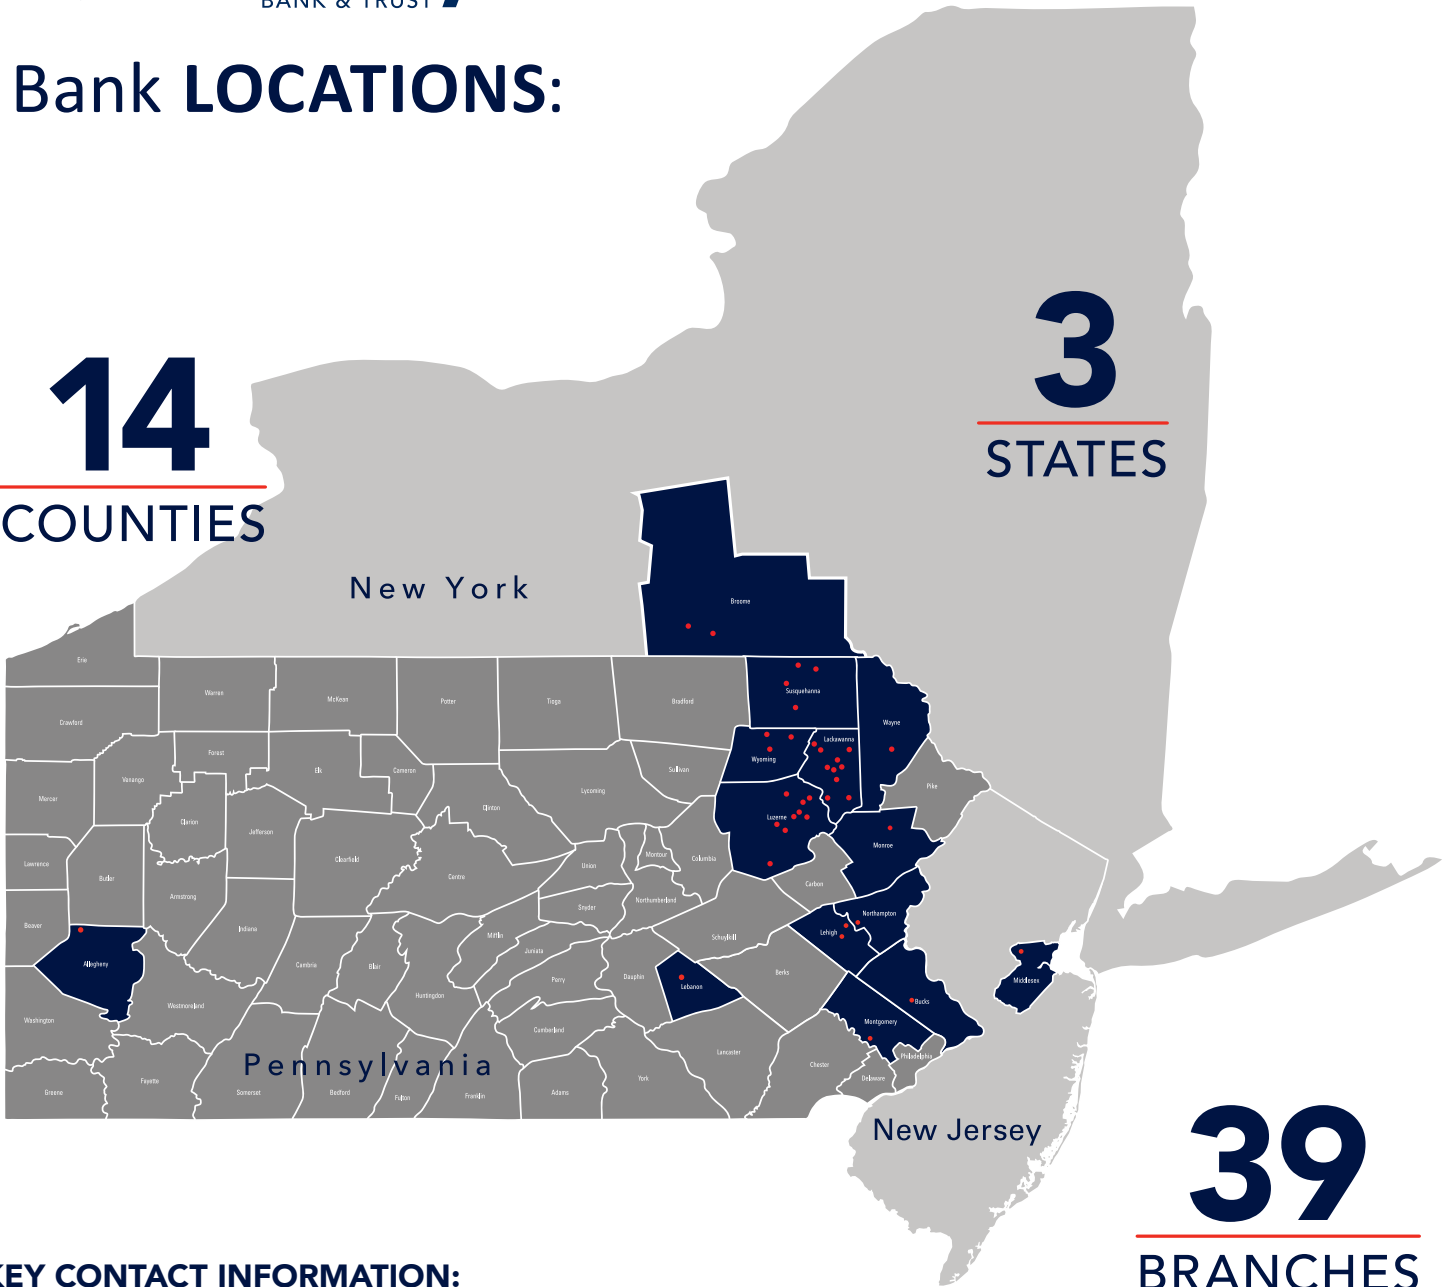 BANK & TRUST
Bank LOCATIONS:
3
STATES
14
COUNTIES
New York
Broome
Erie
Warren
McKean
Potter
Tioga
Bradford
Susquehanna
Wayne
Crawford
Forest
Elk
Cameron
Sullivan
Wyoming
Lackawanna
Pike
Mercer
Venango
Clarion
Jefferson
Clinton
Lycoming
Luzerne
Monroe
Lawrence
Butler
Armstrong
Clearfield
Centre
Union
Montour
Columbia
Carbon
Northampton
Snyder
Northumberland
Beaver
Allegheny
Indiana
Cambria
Blair
Mifflin
Juniata
Schuylkill
Lehigh
Huntingdon
Perry
Dauphin
Lebanon
Berks
Bucks
Middlesex
Washington
Westmoreland
Cumberland
Montgomery
Lancaster
Philadelphia
Pennsylvania
Greene
Fayette
Somerset
Bedford
Fulton
Franklin
Adams
York
Chester
Delaware
New Jersey
39
BRANCHES
KEY CONTACT INFORMATION: